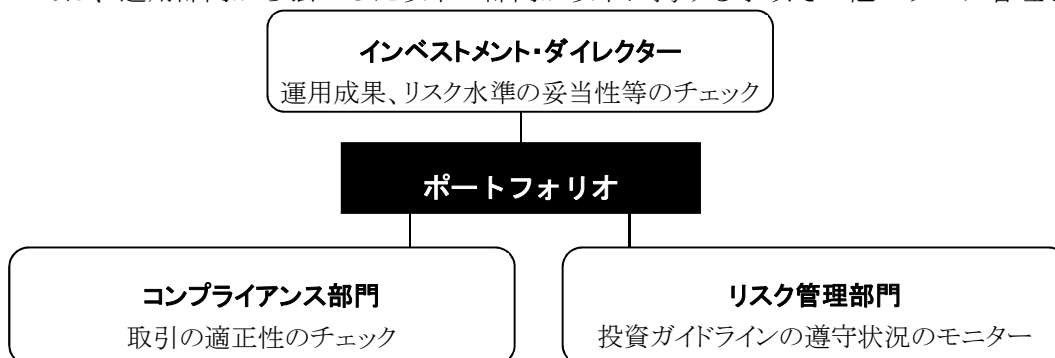 インベストメント・ダイレクター
運用成果、リスク水準の妥当性等のチェック
ポートフォリオ
コンプライアンス部門
取引の適正性のチェック
リスク管理部門
投資ガイドラインの遵守状況のモニター